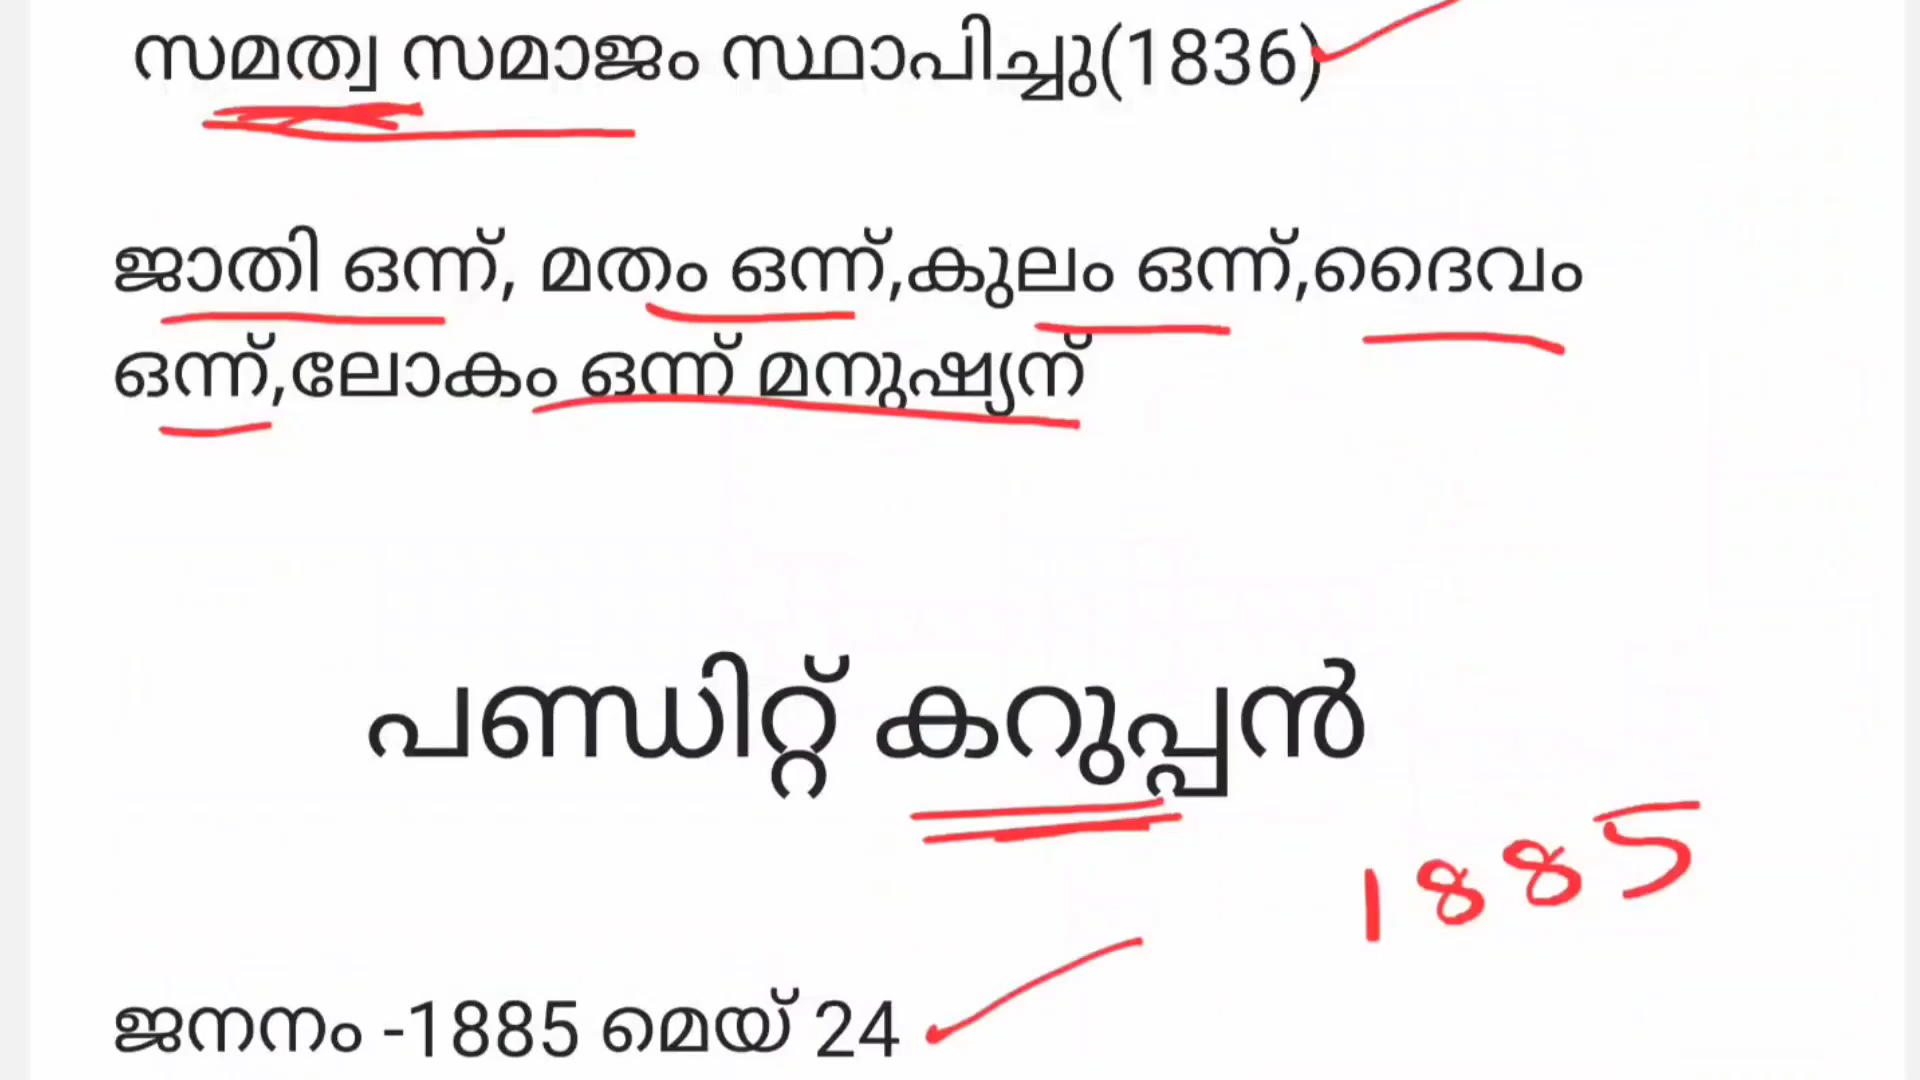 സമത്വ സമാജം സ്ഥാപിച്ചു(1836)
ജാതി ഒന്ന്, മതം ഒന്ന്,കുലം ഒന്ന്,ദൈവം
ഒന്ന്,ലോകം ഒന്ന് മനുഷ്യന്
പണ്ഡിറ്റ് കറുപ്പൻ
1885
ജനനം -1885 മെയ് 24